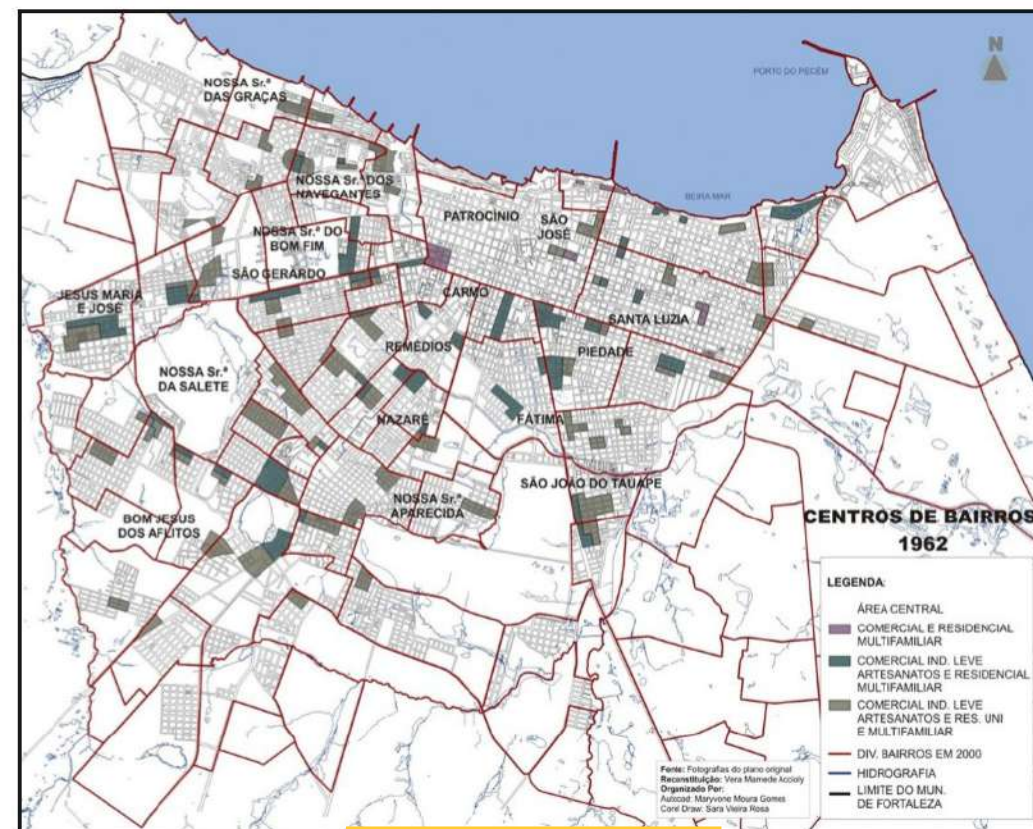 N
PORTO DO PECÉM
NOSSA Sr.ª
DAS GRAÇAS
NOSSA Sr.ª DOS
NAVEGANTES
BEIRA MAR
PATROCÍNIO
SÃO
JOSÉ
NOSSA Sr.ª DO
BOM FIM
SÃO GERARDO
JESUS MARIA
E JOSÉ
CARMO
SANTA LUZIA
REMÉDIOS
PIEDADE
NOSSA Sr.ª
DA SALETE
NAZARÉ
FÁTIMA
SÃO JOÃO DO TAUAPE
NOSSA Sr.ª
APARECIDA
BOM JESUS
DOS AFLITOS
CENTROS DE BAIRROS
1962
LEGENDA:
ÁREA CENTRAL
COMERCIAL E RESIDENCIAL
MULTIFAMILIAR
COMERCIAL IND. LEVE
ARTESANATOS E RESIDENCIAL
MULTIFAMILIAR
COMERCIAL IND. LEVE
ARTESANATOS E RES. UNI
E MULTIFAMILIAR
DIV. BAIRROS EM 2000
HIDROGRAFIA
LIMITE DO MUN.
DE FORTALEZA
Fonte: Fotografias do plano original
Reconstituição: Vera Mamede Accioly
Organizado Por:
Autocad: Maryvone Moura Gomes
Corel Draw: Sara Vieira Rosa